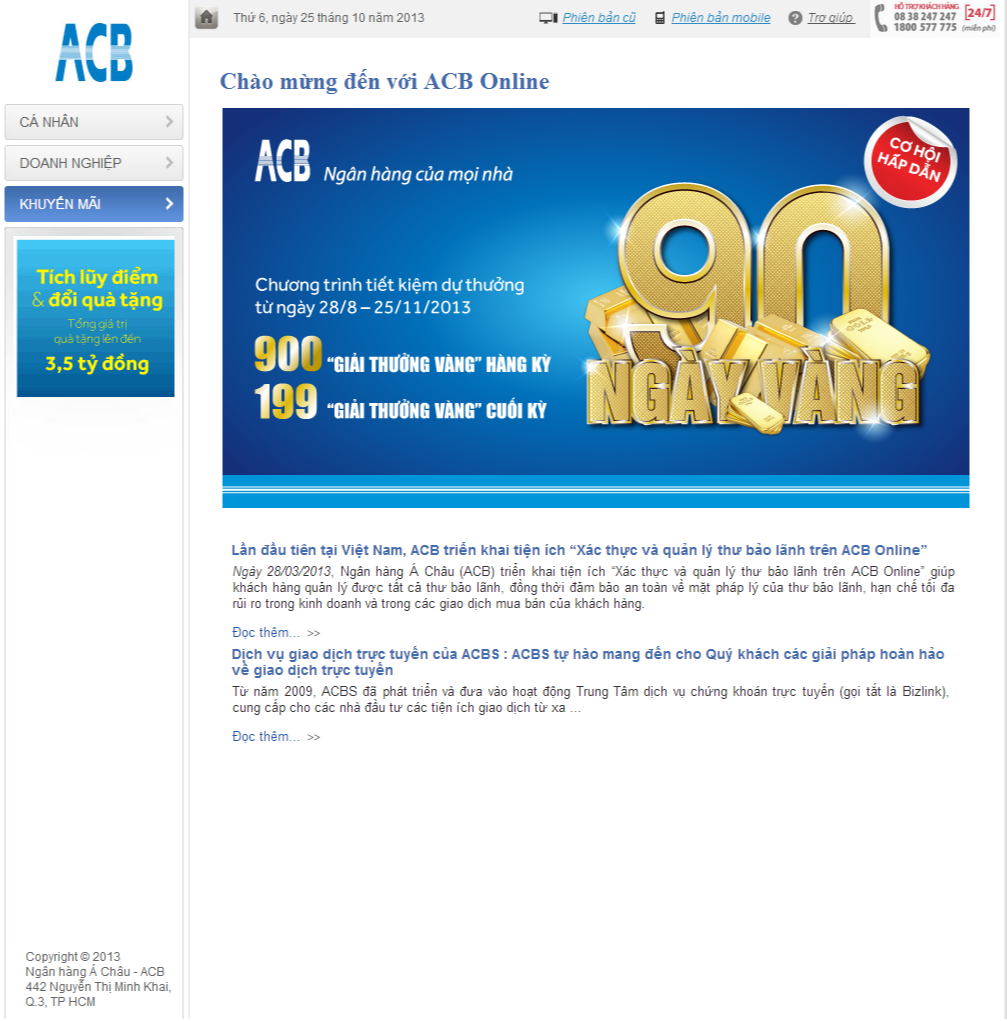 ACB
CÁ NHÂN
DOANH NGHIỆP
KHUYẾN MÃI
Tích lũy điểm
& đổi quà tặng
Tổng giá trị
quà tặng lên đến
3,5 tỷ đồng
Copyright © 2013
Ngân hàng Á Châu - ACB
442 Nguyễn Thị Minh Khai,
Q.3, TP HCM
Thứ 6, ngày 25 tháng 10 năm 2013
Phiên bản cũ
Phiên bản mobile
Trợ giúp
HỖ TRỢ KHÁCH HÀNG [24/7]
08 38 247 247
1800 577 775 (miễn phí)
Chào mừng đến với ACB Online
ACB Ngân hàng của mọi nhà
CƠ HỘI
HẤP DẪN
Chương trình tiết kiệm dự thưởng
từ ngày 28/8 – 25/11/2013
900 “GIẢI THƯỞNG VÀNG” HÀNG KỲ
199 “GIẢI THƯỞNG VÀNG” CUỐI KỲ
90
NGÀY VÀNG
GOLD
Lần đầu tiên tại Việt Nam, ACB triển khai tiện ích “Xác thực và quản lý thư bảo lãnh trên ACB Online”
Ngày 28/03/2013, Ngân hàng Á Châu (ACB) triển khai tiện ích “Xác thực và quản lý thư bảo lãnh trên ACB Online” giúp
khách hàng quản lý được tất cả thư bảo lãnh, đồng thời đảm bảo an toàn về mặt pháp lý của thư bảo lãnh, hạn chế tối đa
rủi ro trong kinh doanh và trong các giao dịch mua bán của khách hàng.
Đọc thêm... >>
Dịch vụ giao dịch trực tuyến của ACBS : ACBS tự hào mang đến cho Quý khách các giải pháp hoàn hảo
về giao dịch trực tuyến
Từ năm 2009, ACBS đã phát triển và đưa vào hoạt động Trung Tâm dịch vụ chứng khoán trực tuyến (gọi tắt là Bizlink),
cung cấp cho các nhà đầu tư các tiện ích giao dịch từ xa ...
Đọc thêm... >>